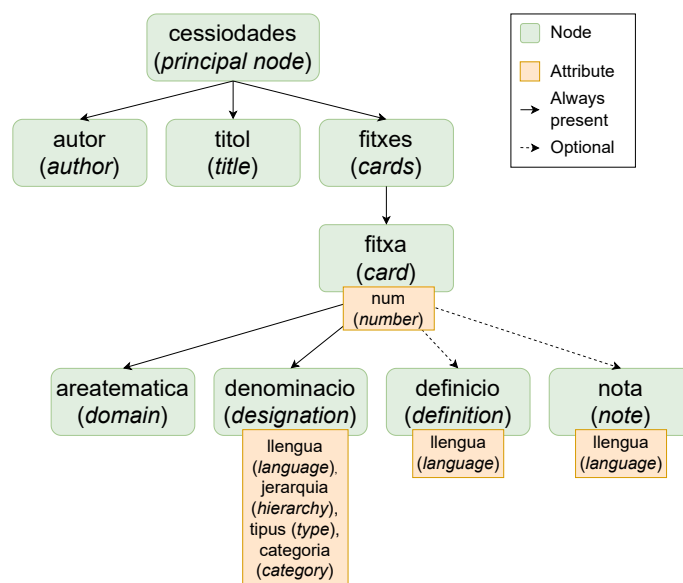 cessiodades
(principal node)
Node
Attribute
Always
present
Optional
autor
(author)
titol
(title)
fitxes
(cards)
fitxa
(card)
num
(number)
areatematica
(domain)
denominacio
(designation)
llengua
(language),
jerarquia
(hierarchy),
tipus (type),
categoria
(category)
definicio
(definition)
llengua
(language)
nota
(note)
llengua
(language)